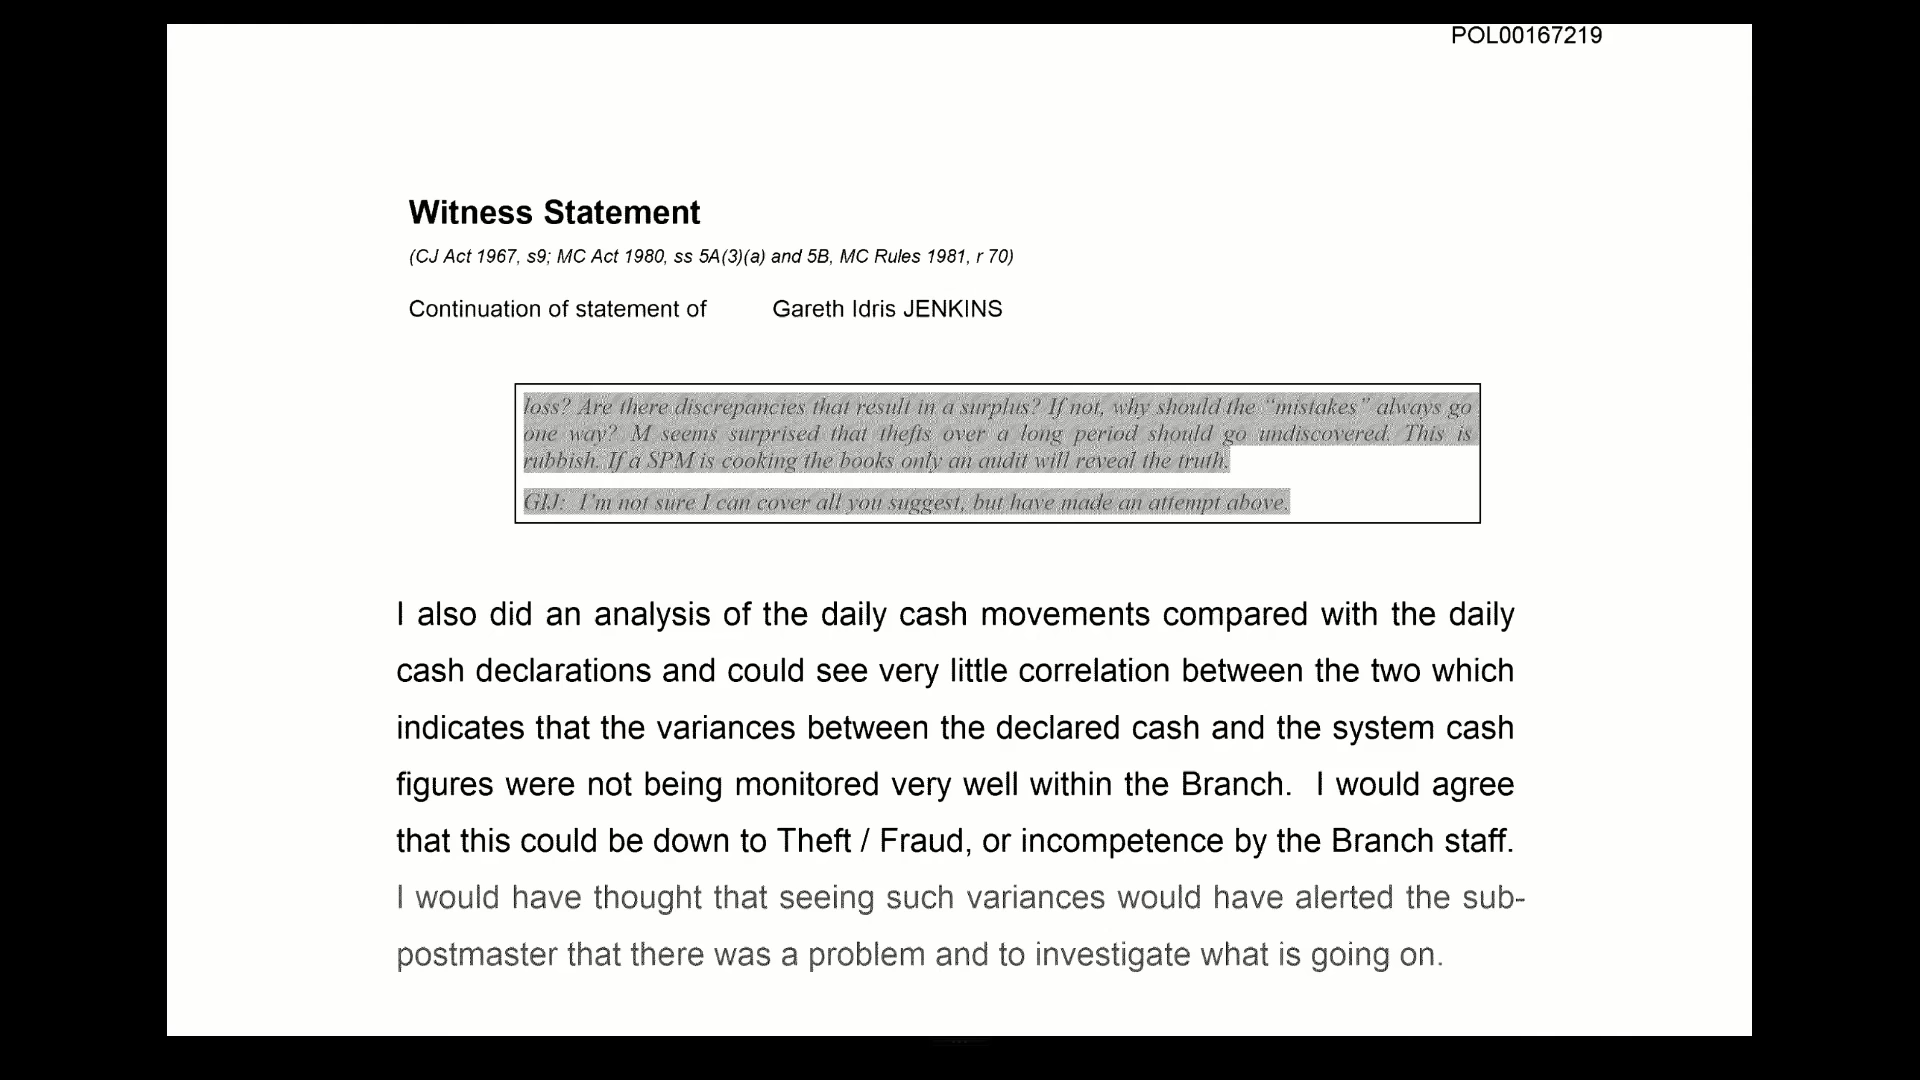 POL00167219
Witness Statement
(CJ Act 1967, s9; MC Act 1980, ss 5A(3)(a) and 5B, MC Rules 1981, r 70)
Continuation of statement of Gareth Idris JENKINS
loss? Are there discrepancies that result in a surplus? If not, why should the “mistakes” always go
one way? M seems surprised that thefts over a long period should go undiscovered. This is
rubbish. If a SPM is cooking the books only an audit will reveal the truth.
GIJ: I’m not sure I can cover all you suggest, but have made an attempt above.
I also did an analysis of the daily cash movements compared with the daily
cash declarations and could see very little correlation between the two which
indicates that the variances between the declared cash and the system cash
figures were not being monitored very well within the Branch. I would agree
that this could be down to Theft / Fraud, or incompetence by the Branch staff.
I would have thought that seeing such variances would have alerted the sub-
postmaster that there was a problem and to investigate what is going on.